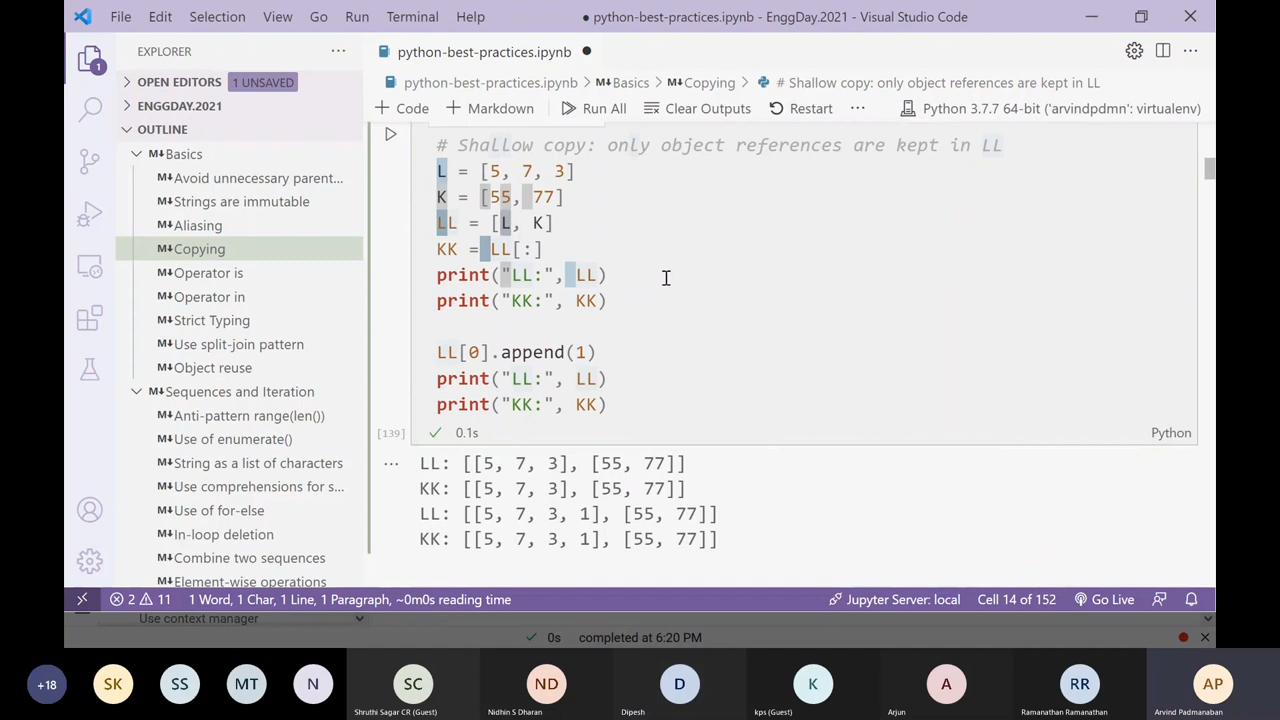 File Edit Selection View Go Run Terminal Help ● python-best-practices.ipynb - EnggDay.2021 - Visual Studio Code
EXPLORER ···
1
OPEN EDITORS 1 UNSAVED
ENGGDAY.2021
OUTLINE
Basics
Avoid unnecessary parent...
Strings are immutable
Aliasing
Copying
Operator is
Operator in
Strict Typing
Use split-join pattern
Object reuse
Sequences and Iteration
Anti-pattern range(len())
Use of enumerate()
String as a list of characters
Use comprehensions for s...
Use of for-else
In-loop deletion
Combine two sequences
Element-wise operations
python-best-practices.ipynb ●
python-best-practices.ipynb > M↓Basics > M↓Copying > # Shallow copy: only object references are kept in LL
+ Code + Markdown Run All Clear Outputs Restart ··· Python 3.7.7 64-bit ('arvindpdmn': virtualenv)
# Shallow copy: only object references are kept in LL
L = [5, 7, 3]
K = [55, 77]
LL = [L, K]
KK = LL[:]
print("LL:", LL)
print("KK:", KK)
LL[0].append(1)
print("LL:", LL)
print("KK:", KK)
[139] 0.1s Python
LL: [[5, 7, 3], [55, 77]]
KK: [[5, 7, 3], [55, 77]]
LL: [[5, 7, 3, 1], [55, 77]]
KK: [[5, 7, 3, 1], [55, 77]]
2 11 1 Word, 1 Char, 1 Line, 1 Paragraph, ~0m0s reading time Jupyter Server: local Cell 14 of 152 Go Live
Use context manager
0s completed at 6:20 PM
+18 SK SS MT N SC ND D K A RR AP
Shruthi Sagar CR (Guest) Nidhin S Dharan Dipesh kps (Guest) Arjun Ramanathan Ramanathan Arvind Padmanaban